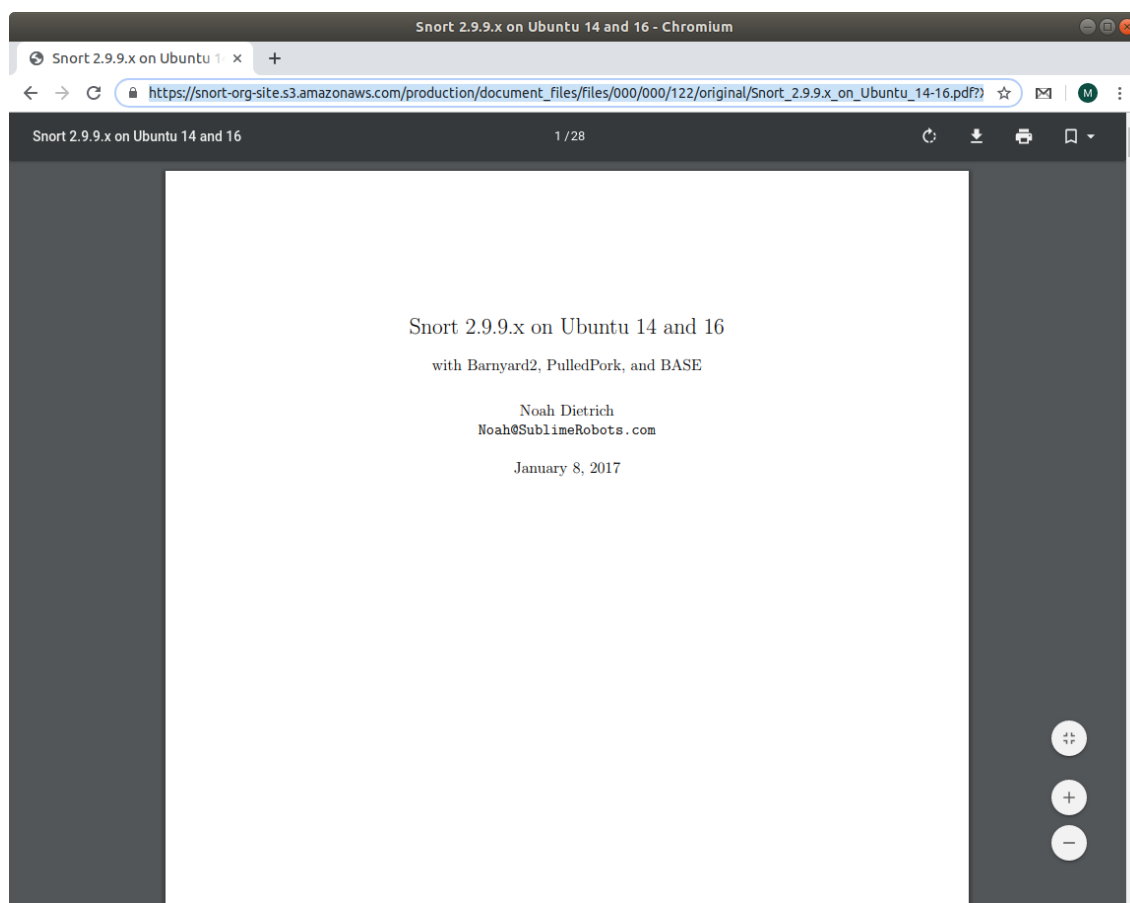 Snort 2.9.9.x on Ubuntu 14 and 16 - Chromium
Snort 2.9.9.x on Ubuntu 1
https://snort-org-site.s3.amazonaws.com/production/document_files/files/000/000/122/original/Snort_2.9.9.x_on_Ubuntu_14-16.pdf?
M
Snort 2.9.9.x on Ubuntu 14 and 16
1 / 28
Snort 2.9.9.x on Ubuntu 14 and 16
with Barnyard2, PulledPork, and BASE
Noah Dietrich
Noah@SublimeRobots.com
January 8, 2017